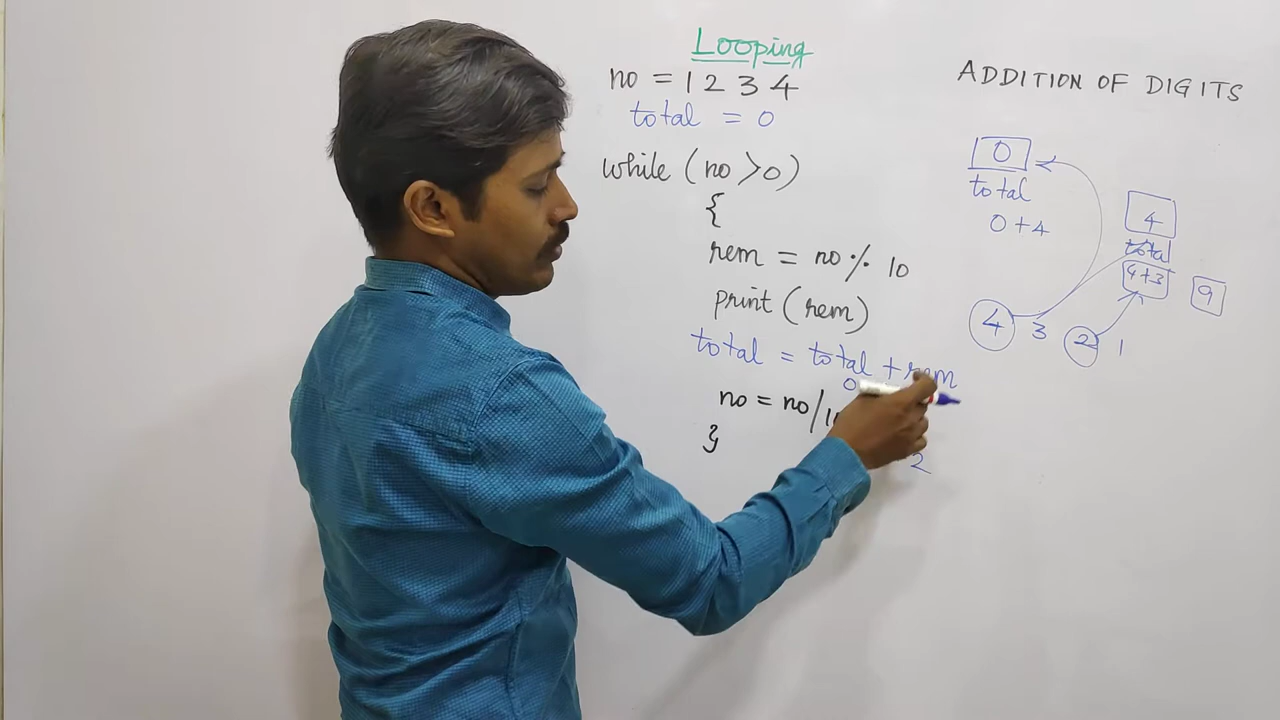 Looping
no = 1 2 3 4
total = 0
while (no >0)
{
rem = no % 10
print (rem)
total = total + rem
0
no = no/10
}
2
ADDITION OF DIGITS
0
total
0 + 4
4
total
4+3
9
4 3 2 1